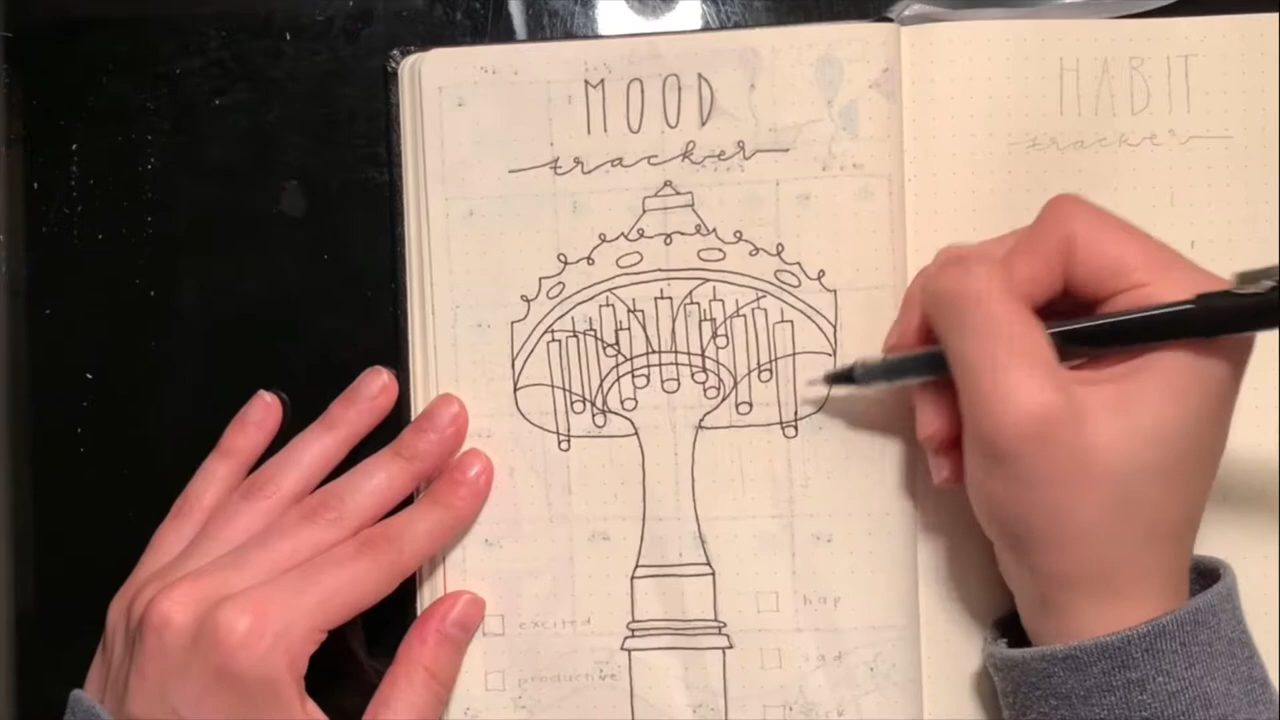 MOOD
tracker
HABIT
tracker
excited
productive
hap
sad